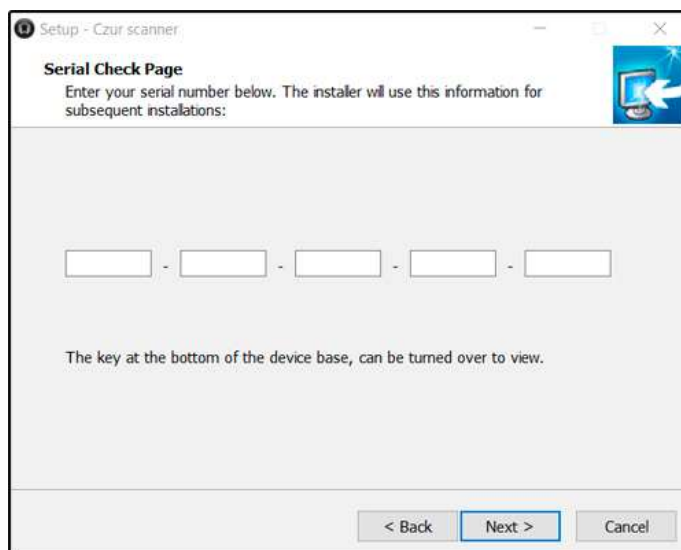 Setup - Czur scanner
Serial Check Page
Enter your serial number below. The installer will use this information for
subsequent installations:
- - - -
The key at the bottom of the device base, can be turned over to view.
< Back Next > Cancel